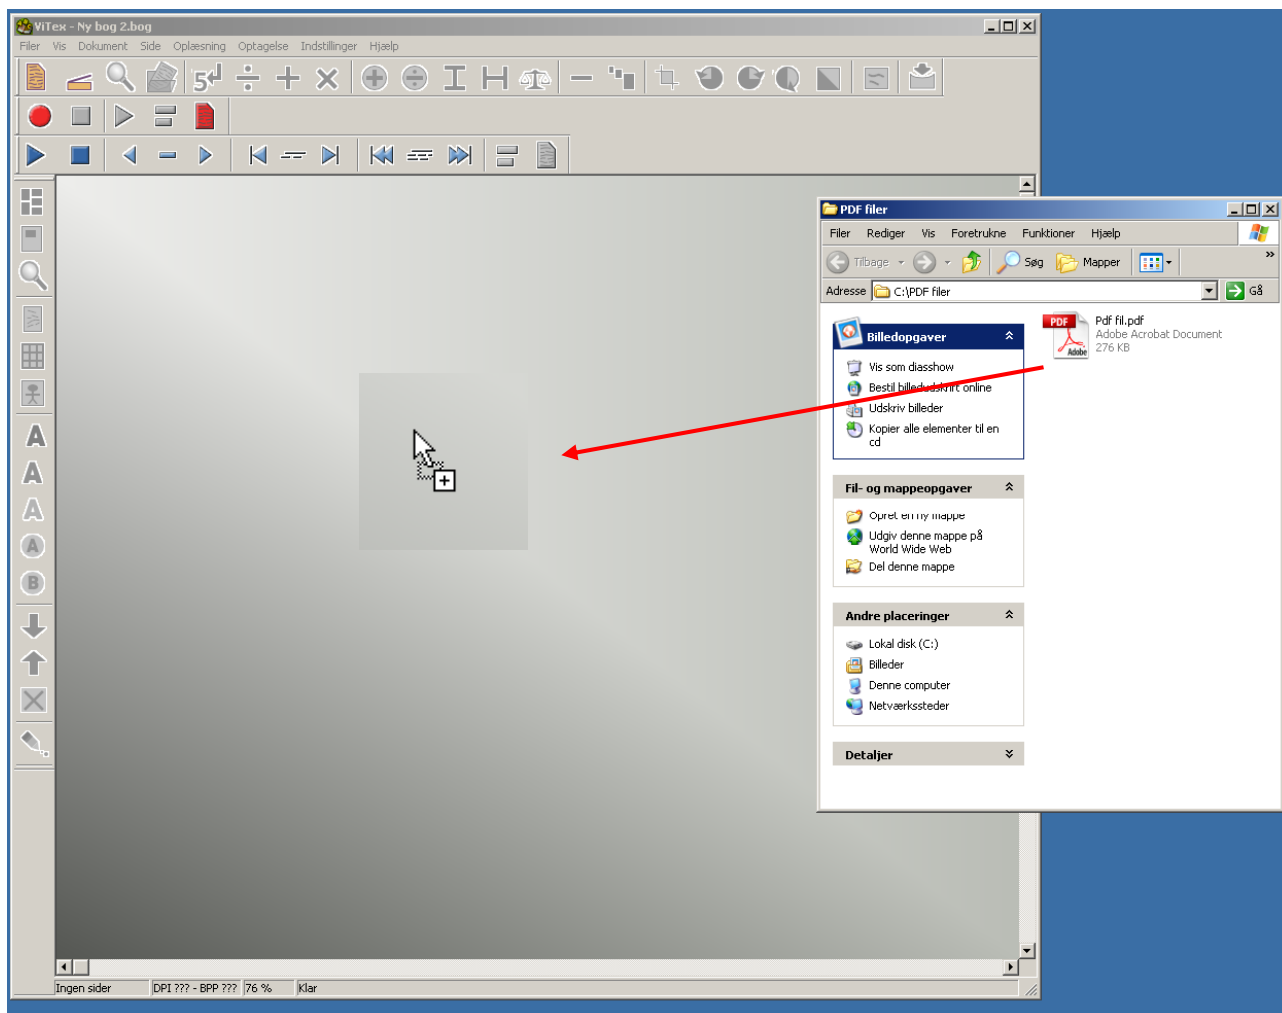 ViTex - Ny bog 2.bog
Filer Vis Dokument Side Oplæsning Optagelse Indstillinger Hjælp
5
A
A
A
A
B
Ingen sider DPI ??? - BPP ??? 76 % Klar
PDF filer
Filer Rediger Vis Foretrukne Funktioner Hjælp
Tilbage Søg Mapper
Adresse C:\PDF filer Gå
Billedopgaver
Vis som diasshow
Bestil billedudskrift online
Udskriv billeder
Kopier alle elementer til en
cd
Fil- og mappeopgaver
Opret en ny mappe
Udgiv denne mappe på
World Wide Web
Del denne mappe
Andre placeringer
Lokal disk (C:)
Billeder
Denne computer
Netværkssteder
Detaljer
PDF
Adobe
Pdf fil.pdf
Adobe Acrobat Document
276 KB